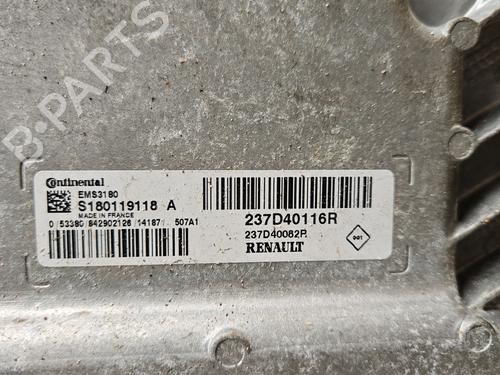 B-PARTS
Continental
EMS3180
S180119118 A
MADE IN FRANCE
0 53380 842902126 14187 507A1
237D40116R
237D40082R
RENAULT
001